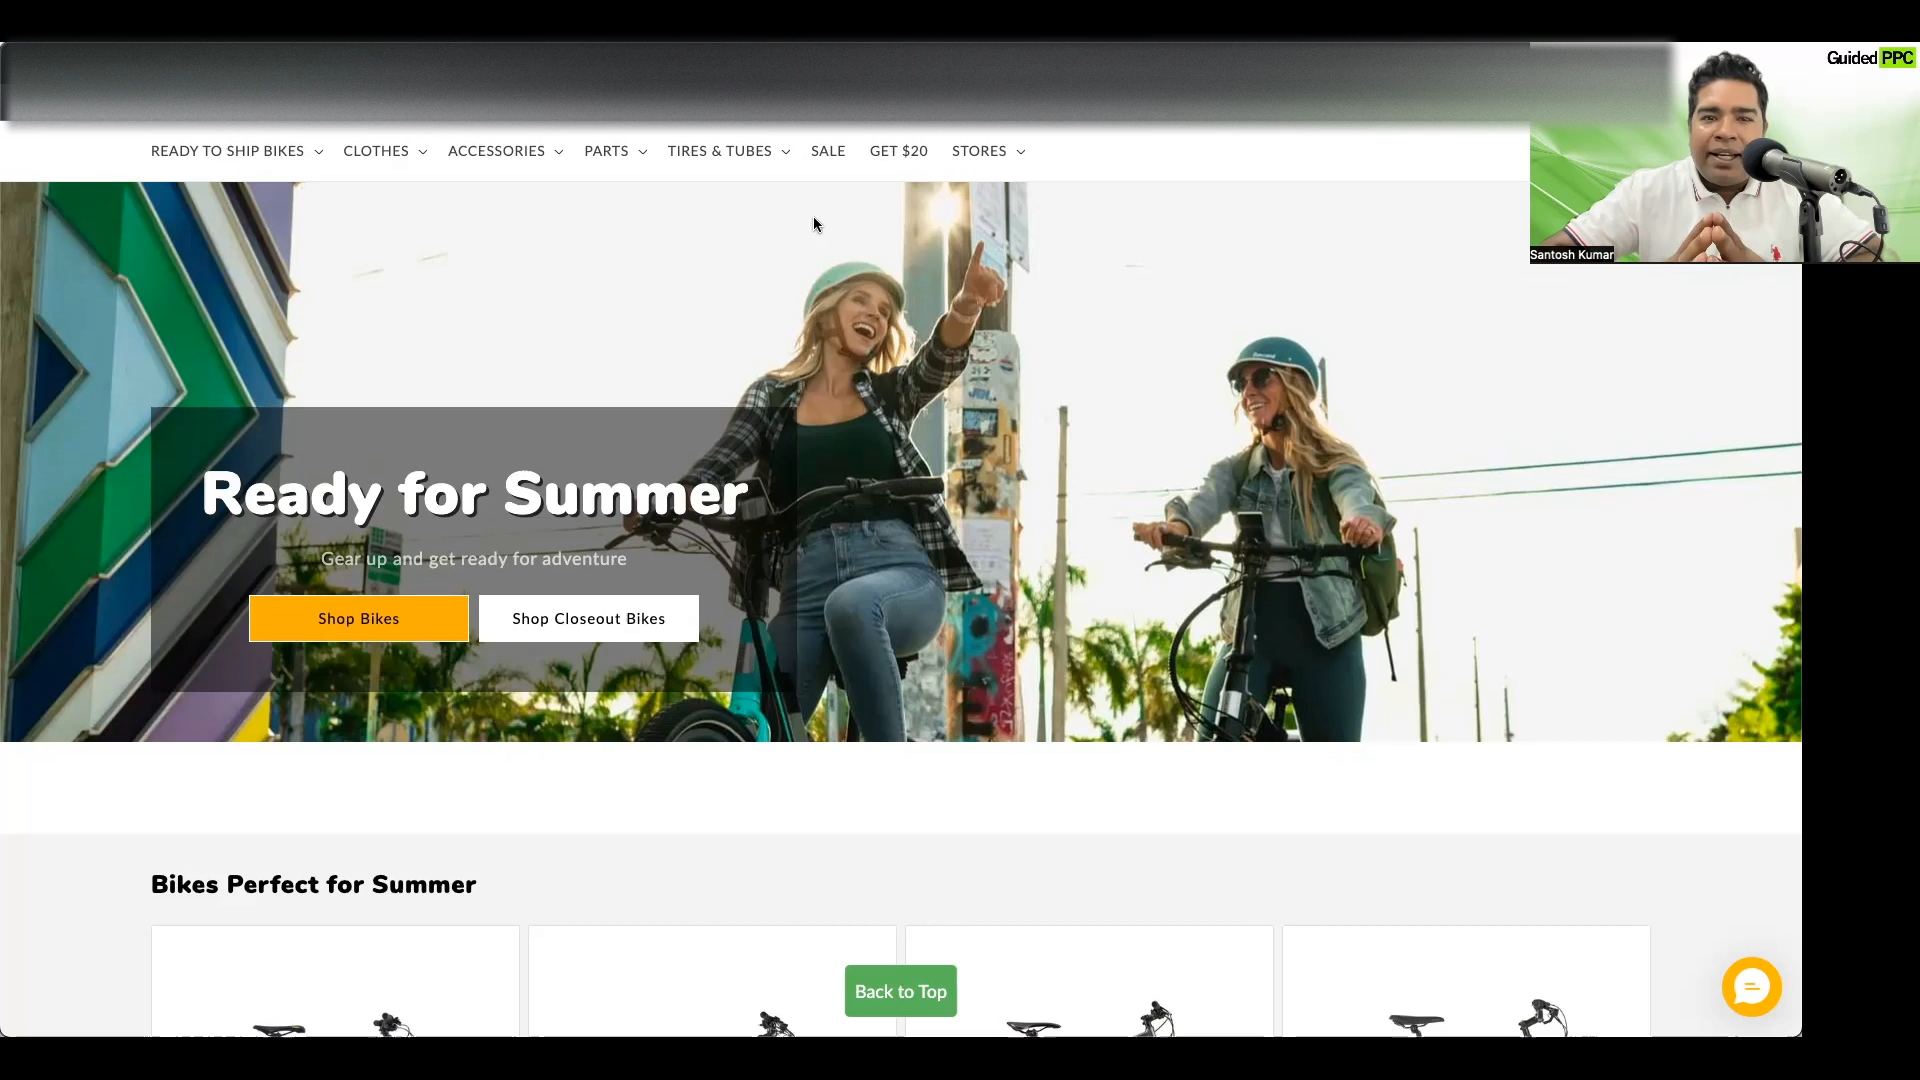 Guided PPC
READY TO SHIP BIKES CLOTHES ACCESSORIES PARTS TIRES & TUBES SALE GET $20 STORES
Santosh Kumar
Ready for Summer
Gear up and get ready for adventure
Shop Bikes Shop Closeout Bikes
Bikes Perfect for Summer
Back to Top